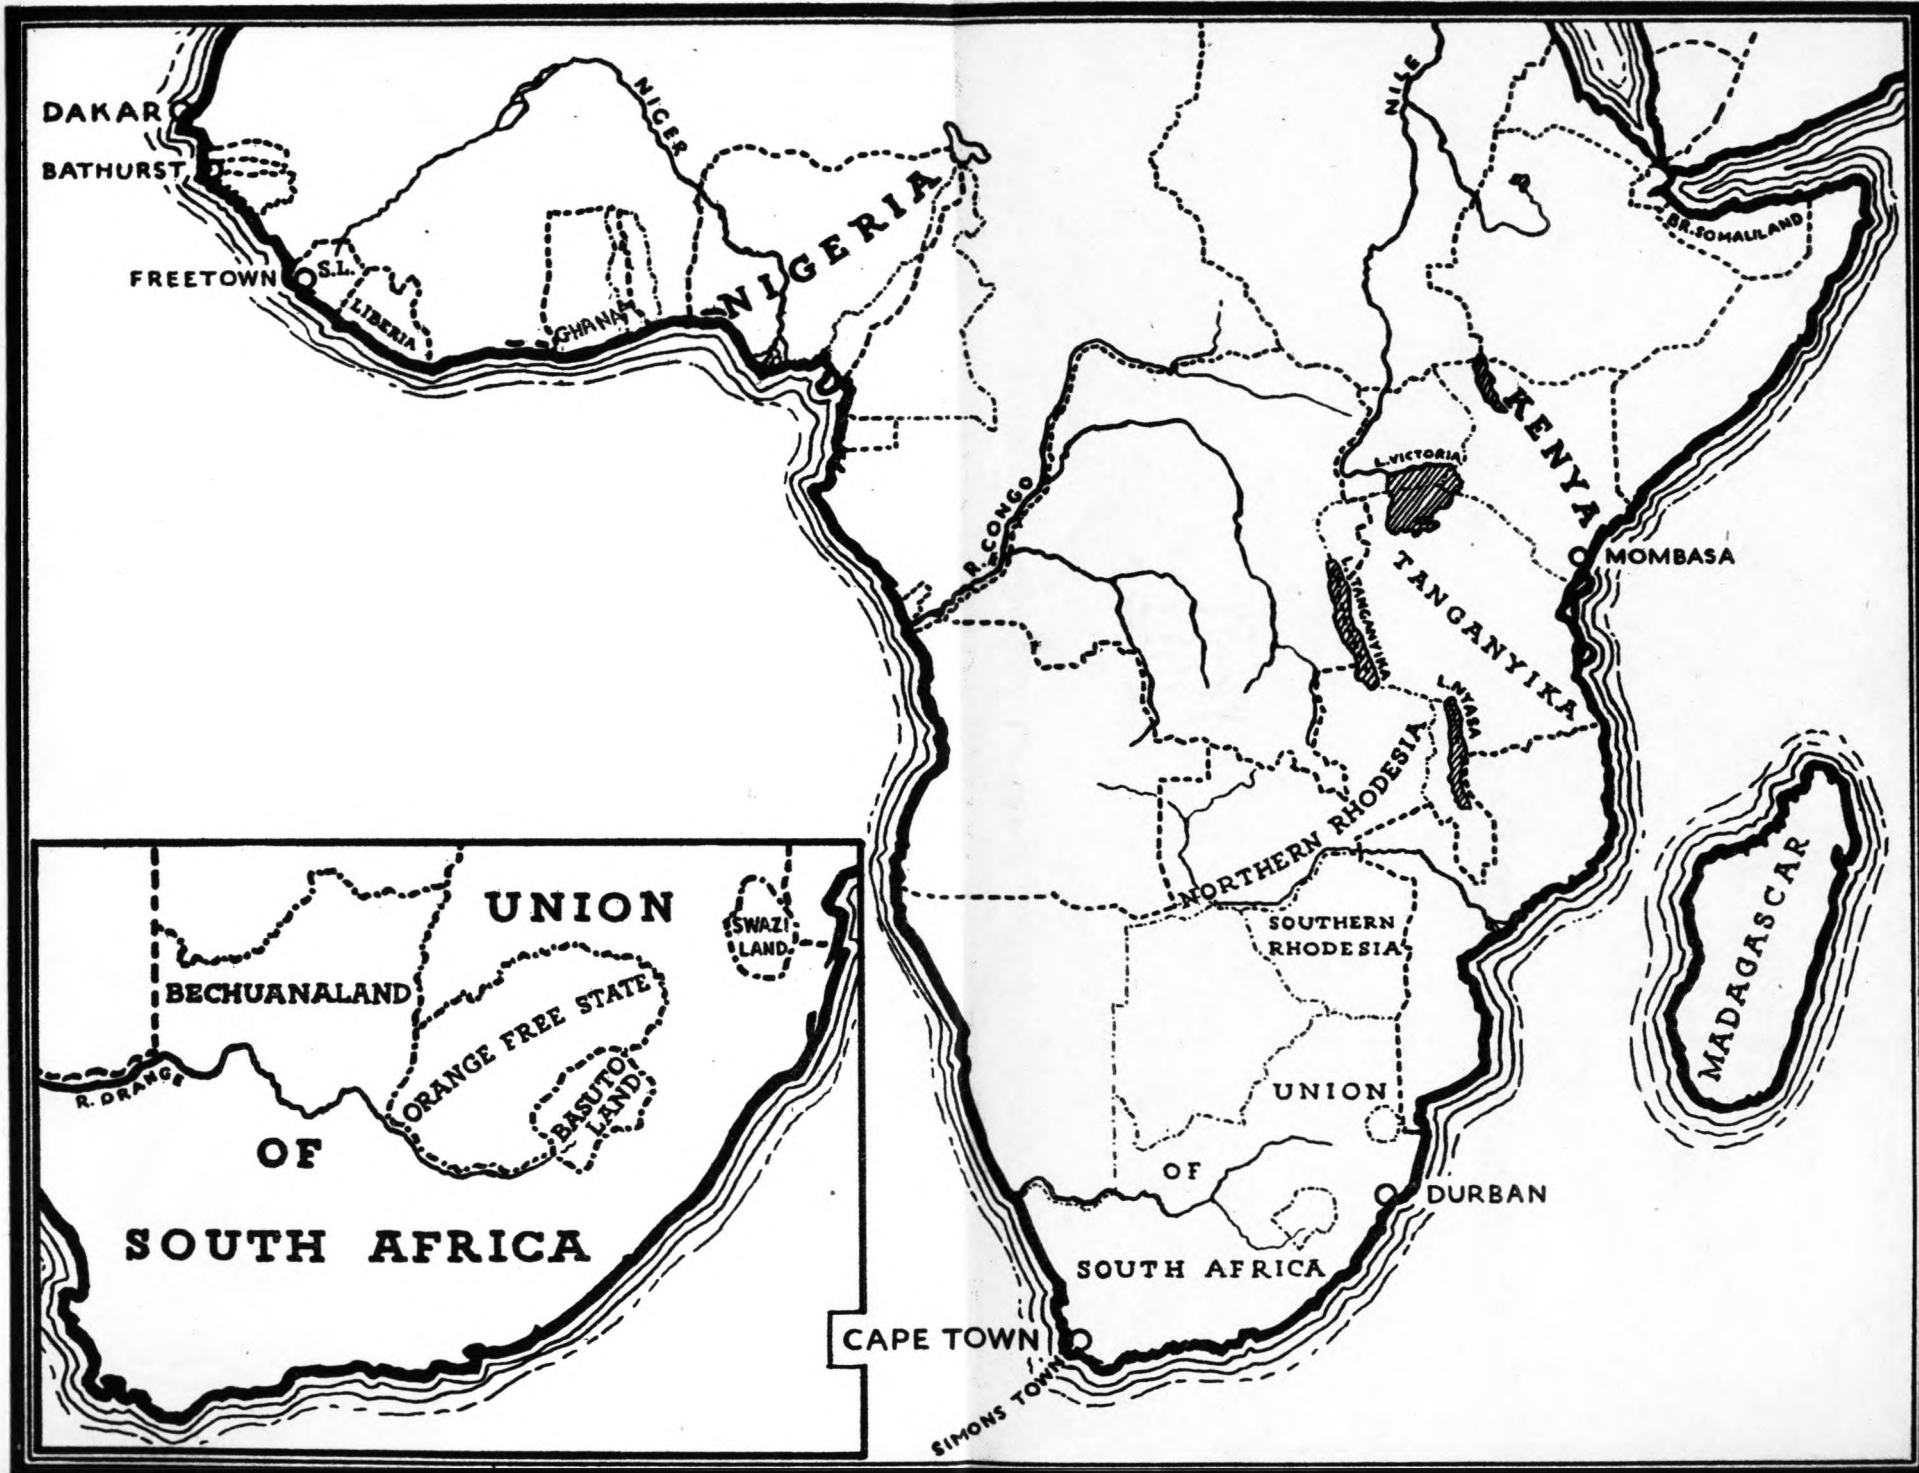 DAKAR
BATHURST
FREETOWN
S.L.
LIBERIA
GHANA
NIGER
NIGERIA
NILE
BR. SOMALILAND
KENYA
L. VICTORIA
MOMBASA
R. CONGO
TANGANYIKA
L. TANGANYIKA
L. NYASA
NORTHERN RHODESIA
SOUTHERN
RHODESIA
MADAGASCAR
UNION
OF
SOUTH AFRICA
DURBAN
CAPE TOWN
SIMONS TOWN
UNION
SWAZI
LAND
BECHUANALAND
ORANGE FREE STATE
BASUTO
LAND
R. ORANGE
OF
SOUTH AFRICA